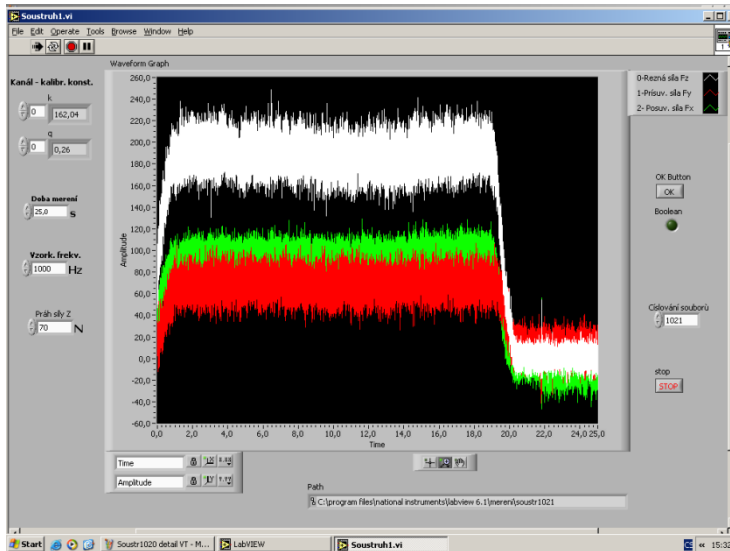 Soustruh1.vi
File Edit Operate Tools Browse Window Help
1
Waveform Graph
Kanál - kalibr. konst.
k
0 162,04
q
0 0,26
Doba merení
25,0 s
Vzork. frekv.
1000 Hz
Práh síly Z
70 N
Amplitude
260,0
240,0
220,0
200,0
180,0
160,0
140,0
120,0
100,0
80,0
60,0
40,0
20,0
0,0
-20,0
-40,0
-60,0
0,0 2,0 4,0 6,0 8,0 10,0 12,0 14,0 16,0 18,0 20,0 22,0 24,0 25,0
Time
0-Rezná síla Fz
1-Prísuv. síla Fy
2- Posuv. síla Fx
OK Button
OK
Boolean
Císlování souborù
1021
stop
STOP
Time
Amplitude
Path
C:\program files\national instruments\labview 6.1\mereni\soustr1021
Start Soustr1020 detail VT - M... LabVIEW Soustruh1.vi CS « 15:32